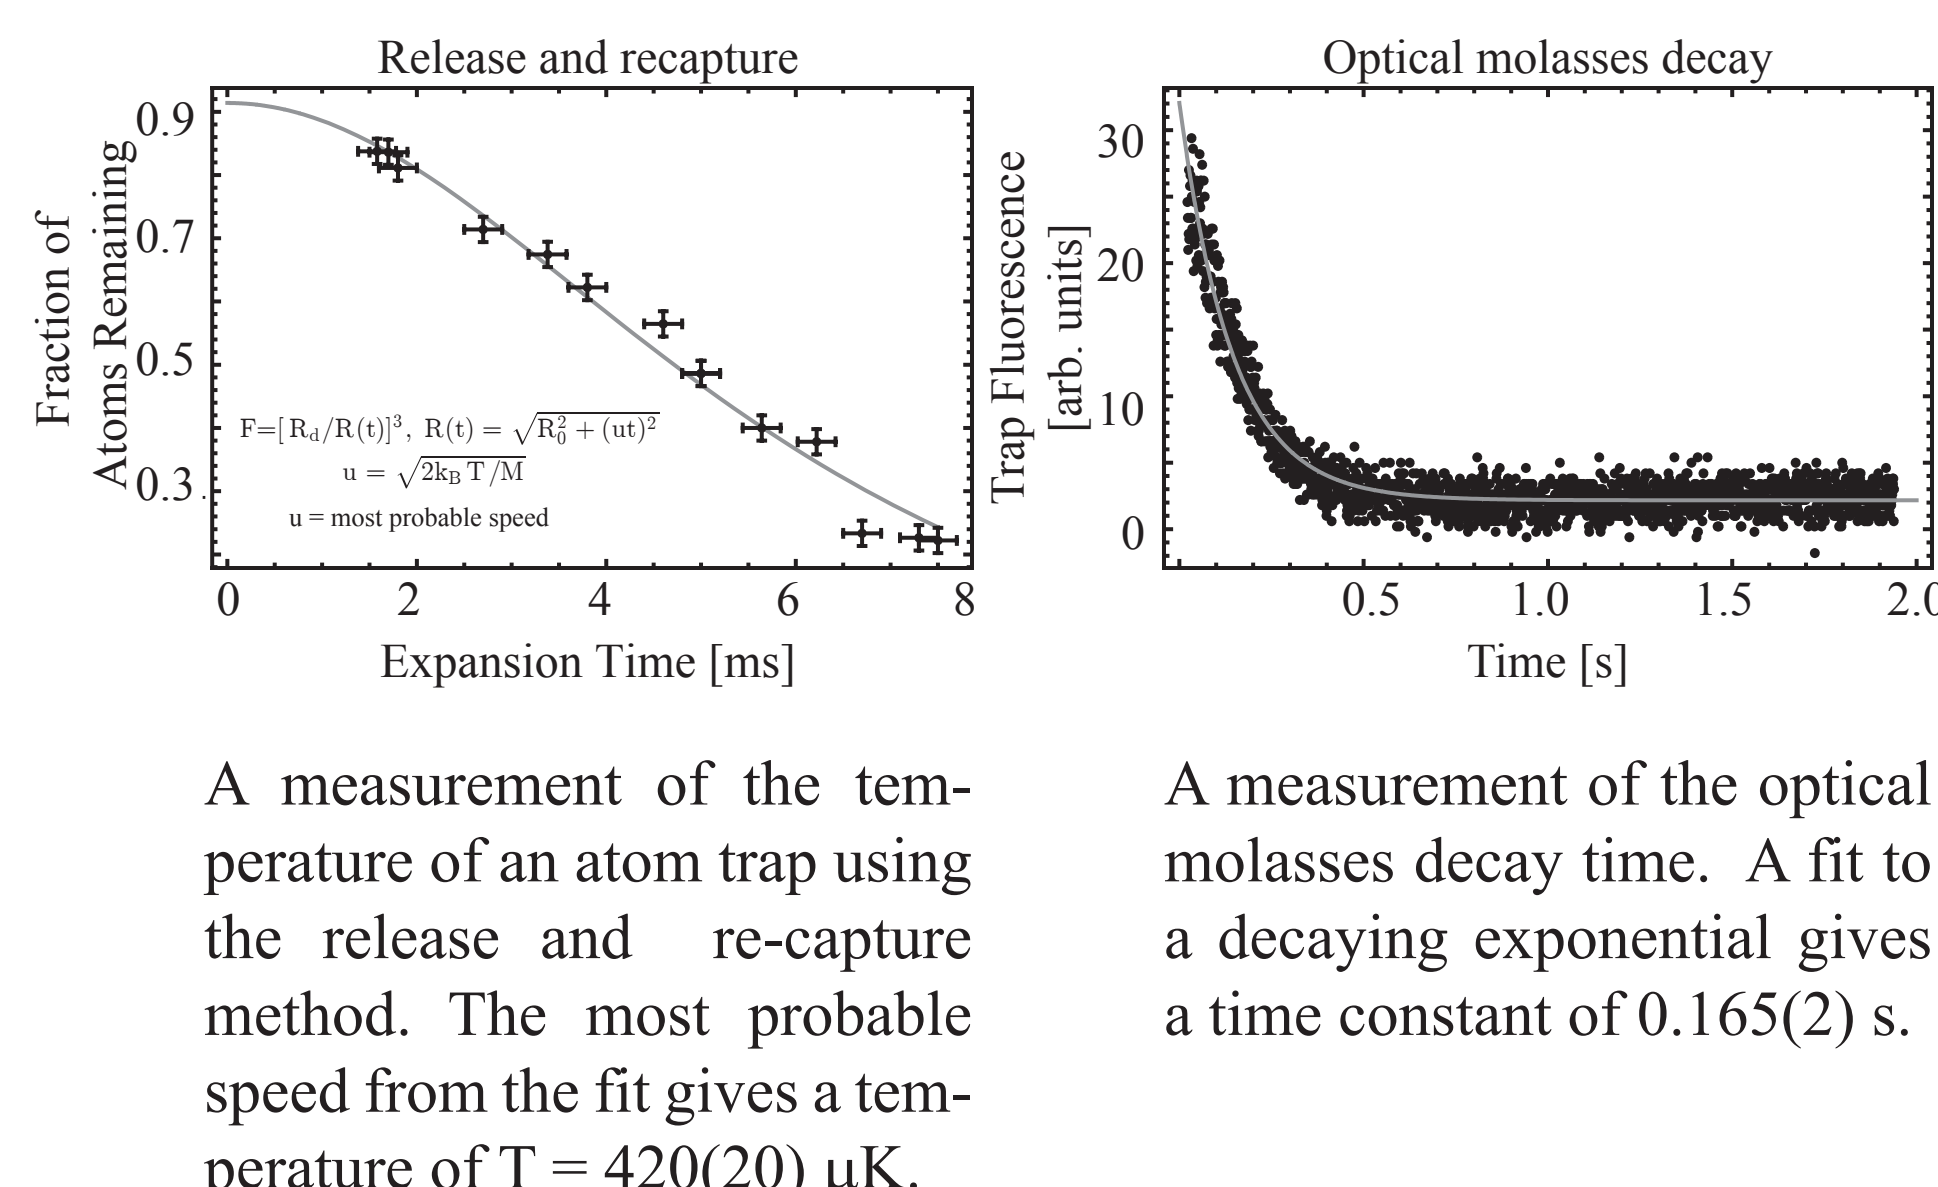 Release and recapture
Fraction of
Atoms Remaining
0.9
0.7
0.5
0.3
F=[ R_d/R(t)]^3, R(t) = √(R_0^2 + (ut)^2)
u = √(2k_B T /M)
u = most probable speed
0 2 4 6 8
Expansion Time [ms]
Optical molasses decay
Trap Fluorescence
[arb. units]
30
20
10
0
0.5 1.0 1.5 2.0
Time [s]
A measurement of the tem-
perature of an atom trap using
the release and re-capture
method. The most probable
speed from the fit gives a tem-
perature of T = 420(20) μK.
A measurement of the optical
molasses decay time. A fit to
a decaying exponential gives
a time constant of 0.165(2) s.